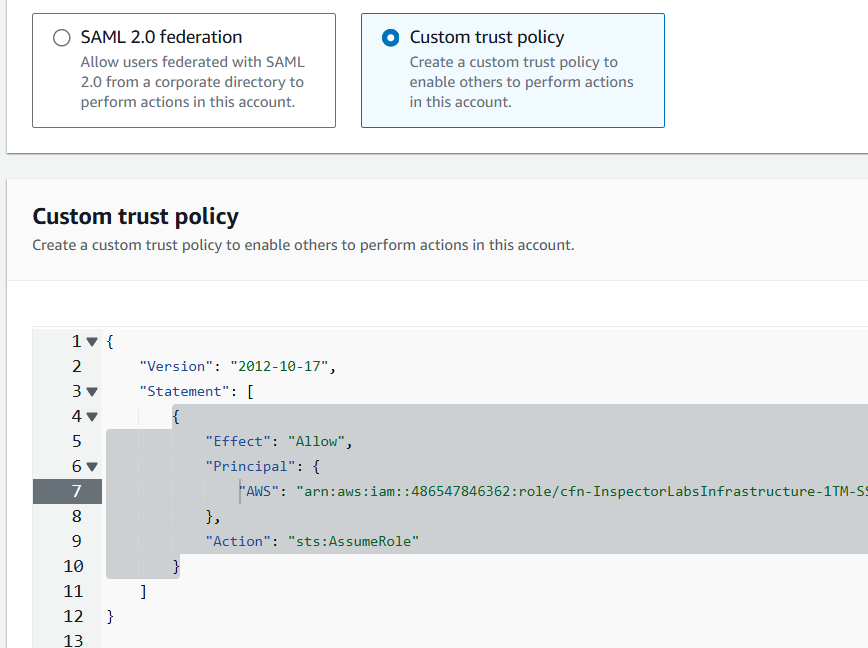 SAML 2.0 federation
Allow users federated with SAML
2.0 from a corporate directory to
perform actions in this account.
Custom trust policy
Create a custom trust policy to
enable others to perform actions
in this account.
Custom trust policy
Create a custom trust policy to enable others to perform actions in this account.
1 {
2 "Version": "2012-10-17",
3 "Statement": [
4 {
5 "Effect": "Allow",
6 "Principal": {
7 "AWS": "arn:aws:iam::486547846362:role/cfn-InspectorLabsInfrastructure-1TM-SS
8 },
9 "Action": "sts:AssumeRole"
10 }
11 ]
12 }
13